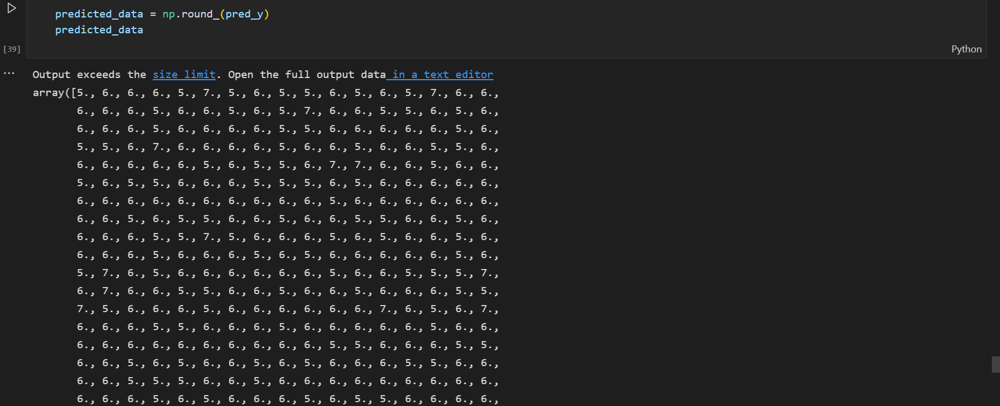 predicted_data = np.round_(pred_y)
predicted_data
[39]
Python
Output exceeds the size limit. Open the full output data in a text editor
array([5., 6., 6., 6., 5., 7., 5., 6., 5., 5., 6., 5., 6., 5., 7., 6., 6.,
6., 6., 6., 5., 6., 6., 5., 6., 5., 7., 6., 6., 5., 5., 6., 5., 6.,
6., 6., 6., 5., 6., 6., 6., 6., 5., 5., 6., 6., 6., 6., 6., 5., 6.,
5., 5., 6., 7., 6., 6., 6., 6., 5., 6., 6., 5., 6., 6., 5., 5., 6.,
6., 6., 6., 6., 6., 5., 6., 5., 5., 6., 7., 7., 6., 6., 5., 6., 6.,
5., 6., 5., 5., 6., 6., 6., 5., 5., 5., 6., 5., 6., 6., 6., 6., 6.,
6., 6., 6., 6., 6., 6., 6., 6., 6., 6., 5., 6., 6., 6., 6., 6., 6.,
6., 6., 5., 6., 5., 5., 6., 6., 5., 6., 6., 5., 5., 6., 6., 5., 6.,
6., 6., 6., 5., 5., 7., 5., 6., 6., 6., 5., 6., 5., 6., 6., 5., 6.,
6., 6., 6., 5., 6., 6., 6., 5., 6., 5., 6., 6., 6., 6., 6., 5., 6.,
5., 7., 6., 5., 6., 6., 6., 6., 6., 6., 5., 6., 6., 5., 5., 5., 7.,
6., 7., 6., 6., 5., 5., 6., 6., 5., 6., 6., 5., 6., 6., 6., 5., 5.,
7., 5., 6., 6., 6., 5., 6., 6., 6., 6., 6., 6., 7., 6., 5., 6., 7.,
6., 6., 6., 5., 5., 6., 6., 6., 5., 6., 6., 6., 6., 6., 5., 6., 6.,
6., 6., 6., 6., 6., 6., 6., 6., 6., 6., 5., 5., 6., 6., 6., 5., 5.,
6., 6., 5., 6., 5., 6., 6., 5., 6., 5., 6., 6., 6., 5., 5., 6., 6.,
6., 6., 5., 5., 5., 6., 6., 5., 6., 6., 6., 6., 6., 6., 6., 6., 6.,
6., 6., 6., 5., 6., 5., 6., 6., 6., 5., 6., 5., 5., 6., 6., 6., 6.,